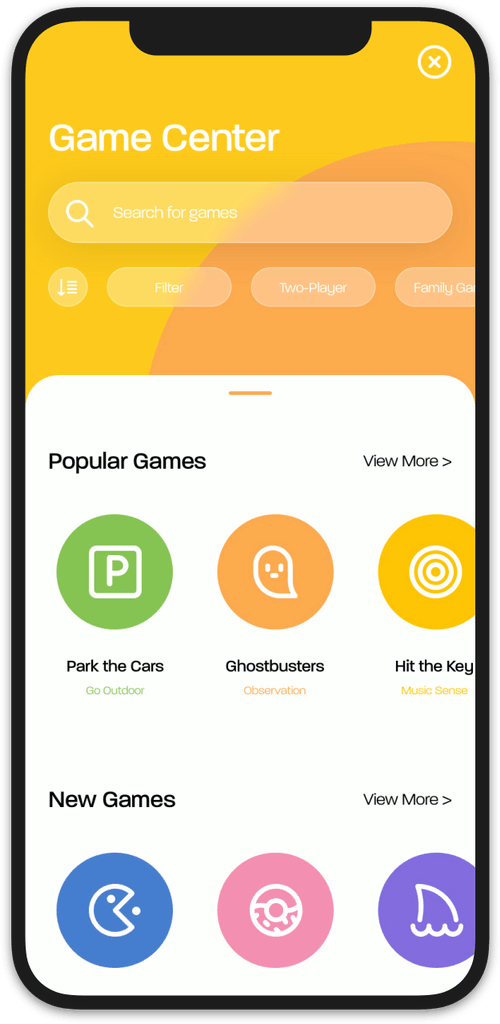 Game Center
Search for games
Filter Two-Player Family Ga
Popular Games View More >
P
Park the Cars Ghostbusters Hit the Key
Go Outdoor Observation Music Sense
New Games View More >